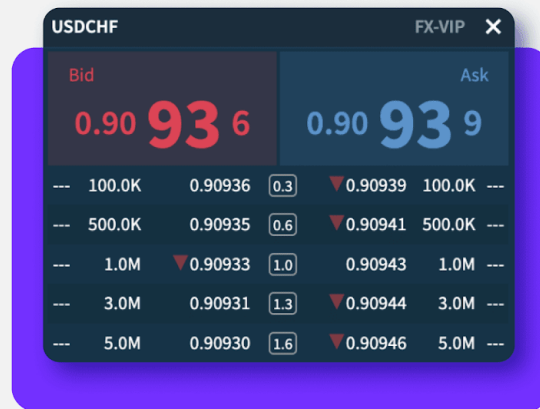 USDCHF FX-VIP ✕
Bid Ask
0.90 93 6 0.90 93 9
--- 100.0K 0.90936 0.3 ▼0.90939 100.0K ---
--- 500.0K 0.90935 0.6 ▼0.90941 500.0K ---
--- 1.0M ▼0.90933 1.0 0.90943 1.0M ---
--- 3.0M 0.90931 1.3 ▼0.90944 3.0M ---
--- 5.0M 0.90930 1.6 ▼0.90946 5.0M ---